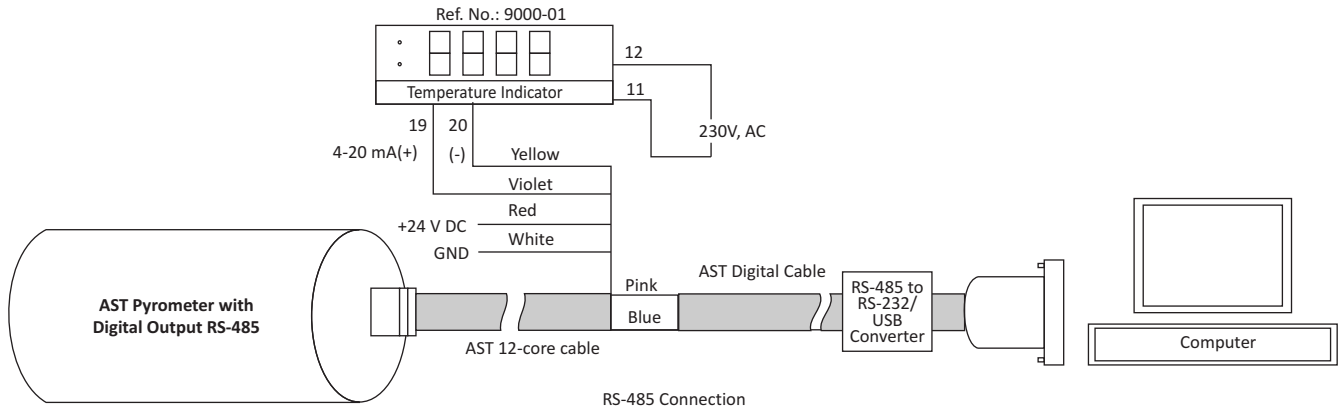 Ref. No.: 9000-01
Temperature Indicator
12
11
230V, AC
19
20
4-20 mA(+)
(-)
Yellow
Violet
Red
+24 V DC
White
GND
AST Pyrometer with
Digital Output RS-485
AST 12-core cable
Pink
Blue
AST Digital Cable
RS-485 to
RS-232/
USB
Converter
Computer
RS-485 Connection